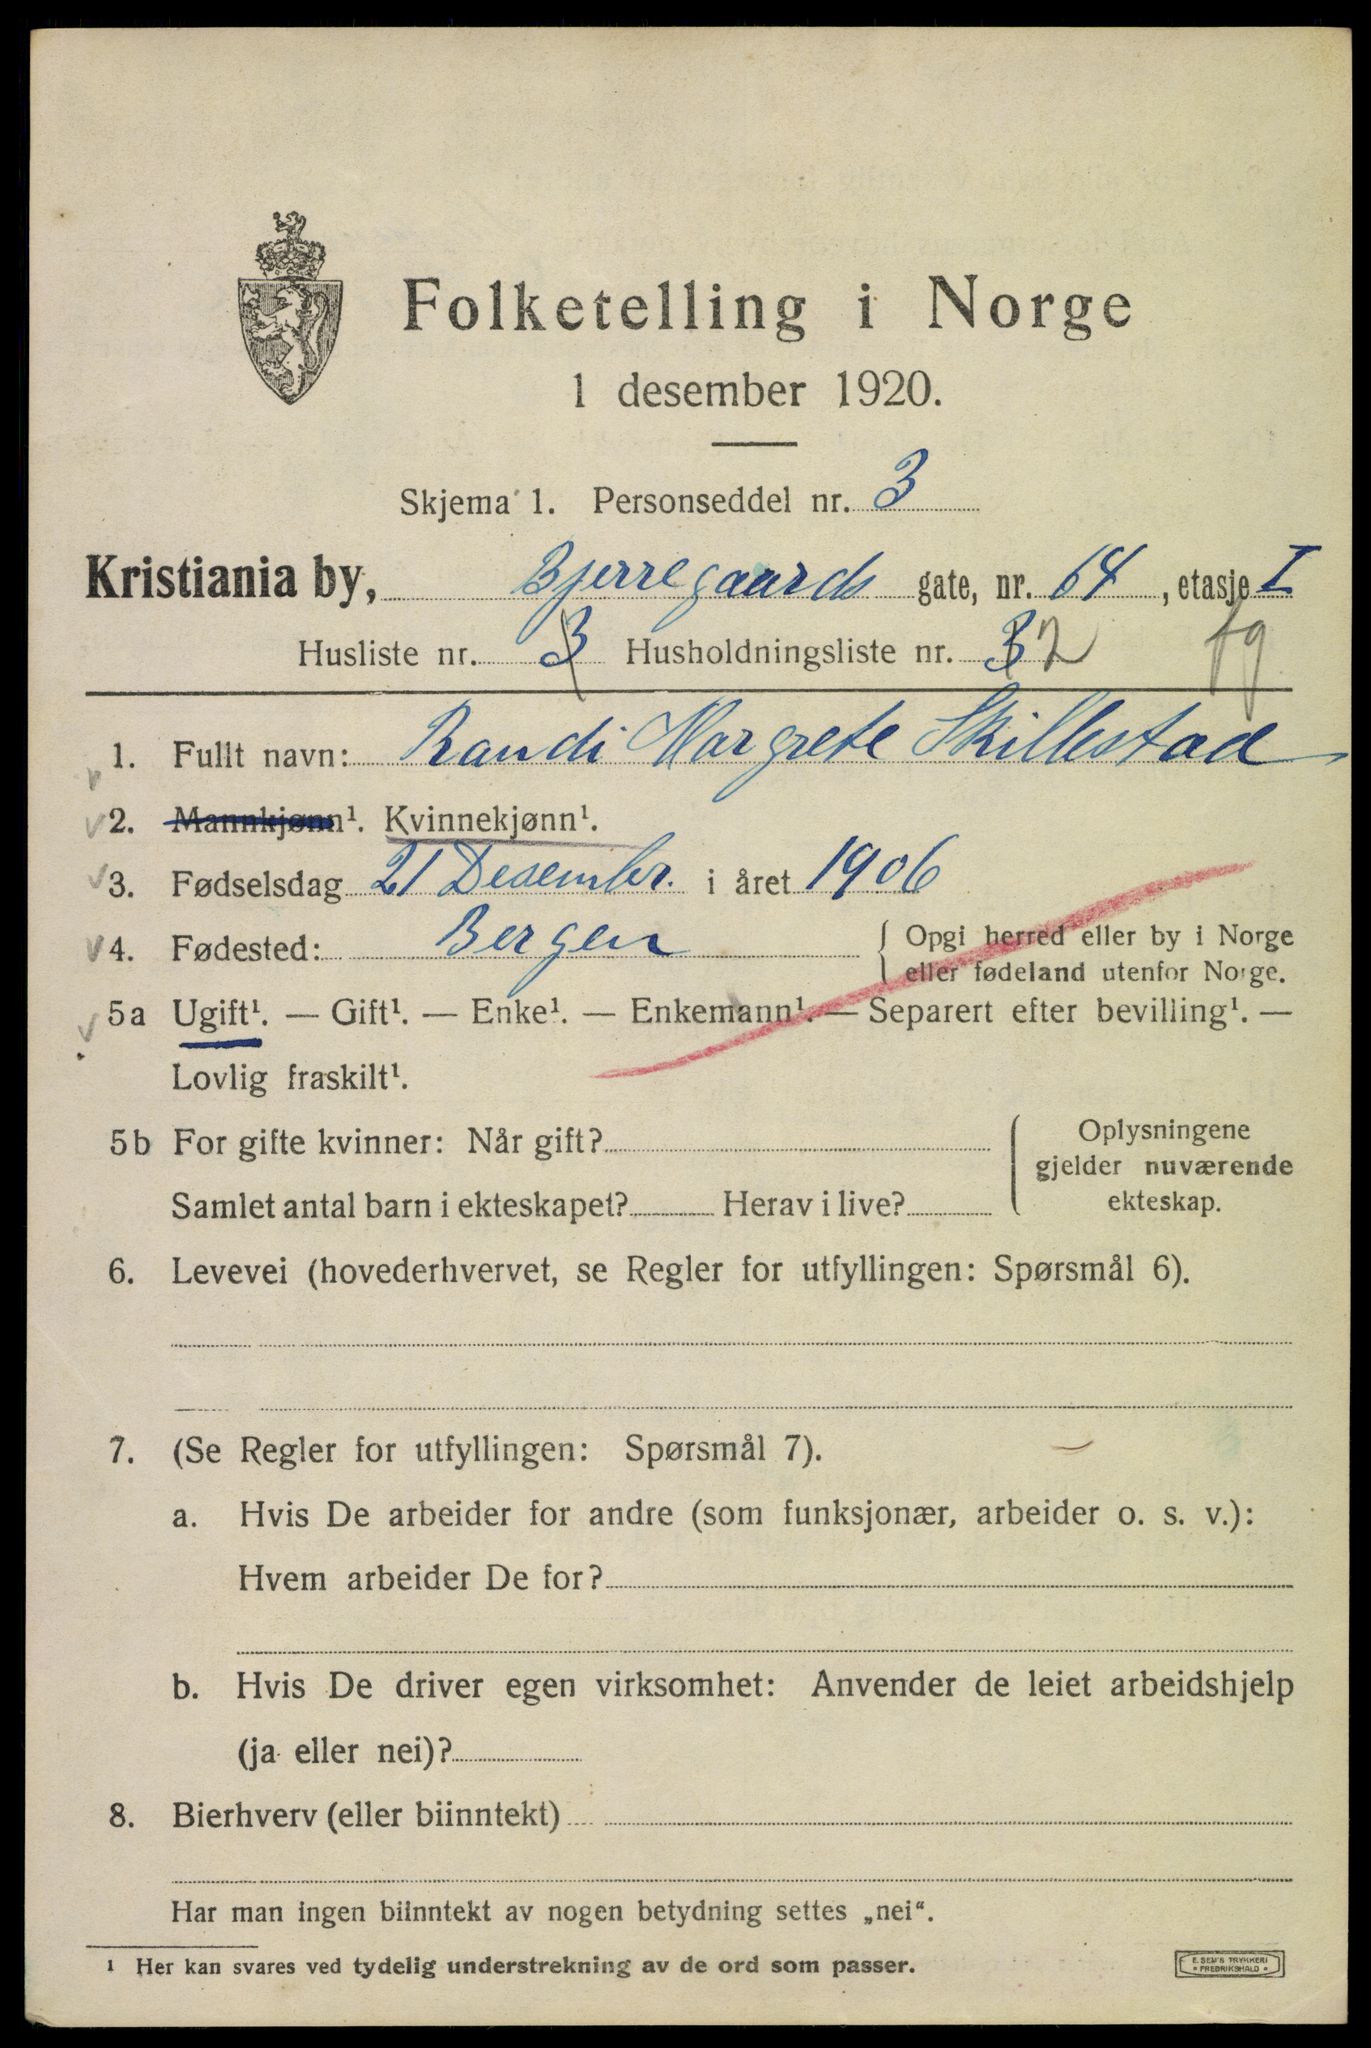 Folketelling i Norge
1 desember 1920.
Skjema 1. Personseddel nr. 3
Kristiania by, Bjerregaards gate, nr. 64, etasje I
Husliste nr. 3 Husholdningsliste nr. 3 2
1. Fullt navn: Randi Margrete Skillestad
2. Mannkjønn¹. Kvinnekjønn¹.
3. Fødselsdag 21 Desembr. i året 1906
4. Fødested: Bergen { Opgi herred eller by i Norge
eller fødeland utenfor Norge.
5a Ugift¹. — Gift¹. — Enke¹. — Enkemann¹. — Separert efter bevilling¹. —
Lovlig fraskilt¹.
5b For gifte kvinner: Når gift? { Oplysningene
gjelder nuværende
Samlet antal barn i ekteskapet? Herav i live? ekteskap.
6. Levevei (hovederhvervet, se Regler for utfyllingen: Spørsmål 6).
7. (Se Regler for utfyllingen: Spørsmål 7).
a. Hvis De arbeider for andre (som funksjonær, arbeider o. s. v.):
Hvem arbeider De for?
b. Hvis De driver egen virksomhet: Anvender de leiet arbeidshjelp
(ja eller nei)?
8. Bierhverv (eller biinntekt)
Har man ingen biinntekt av nogen betydning settes „nei“.
¹ Her kan svares ved tydelig understrekning av de ord som passer.
E. SEM'S TRYKKERI
• FREDRIKSHALD •